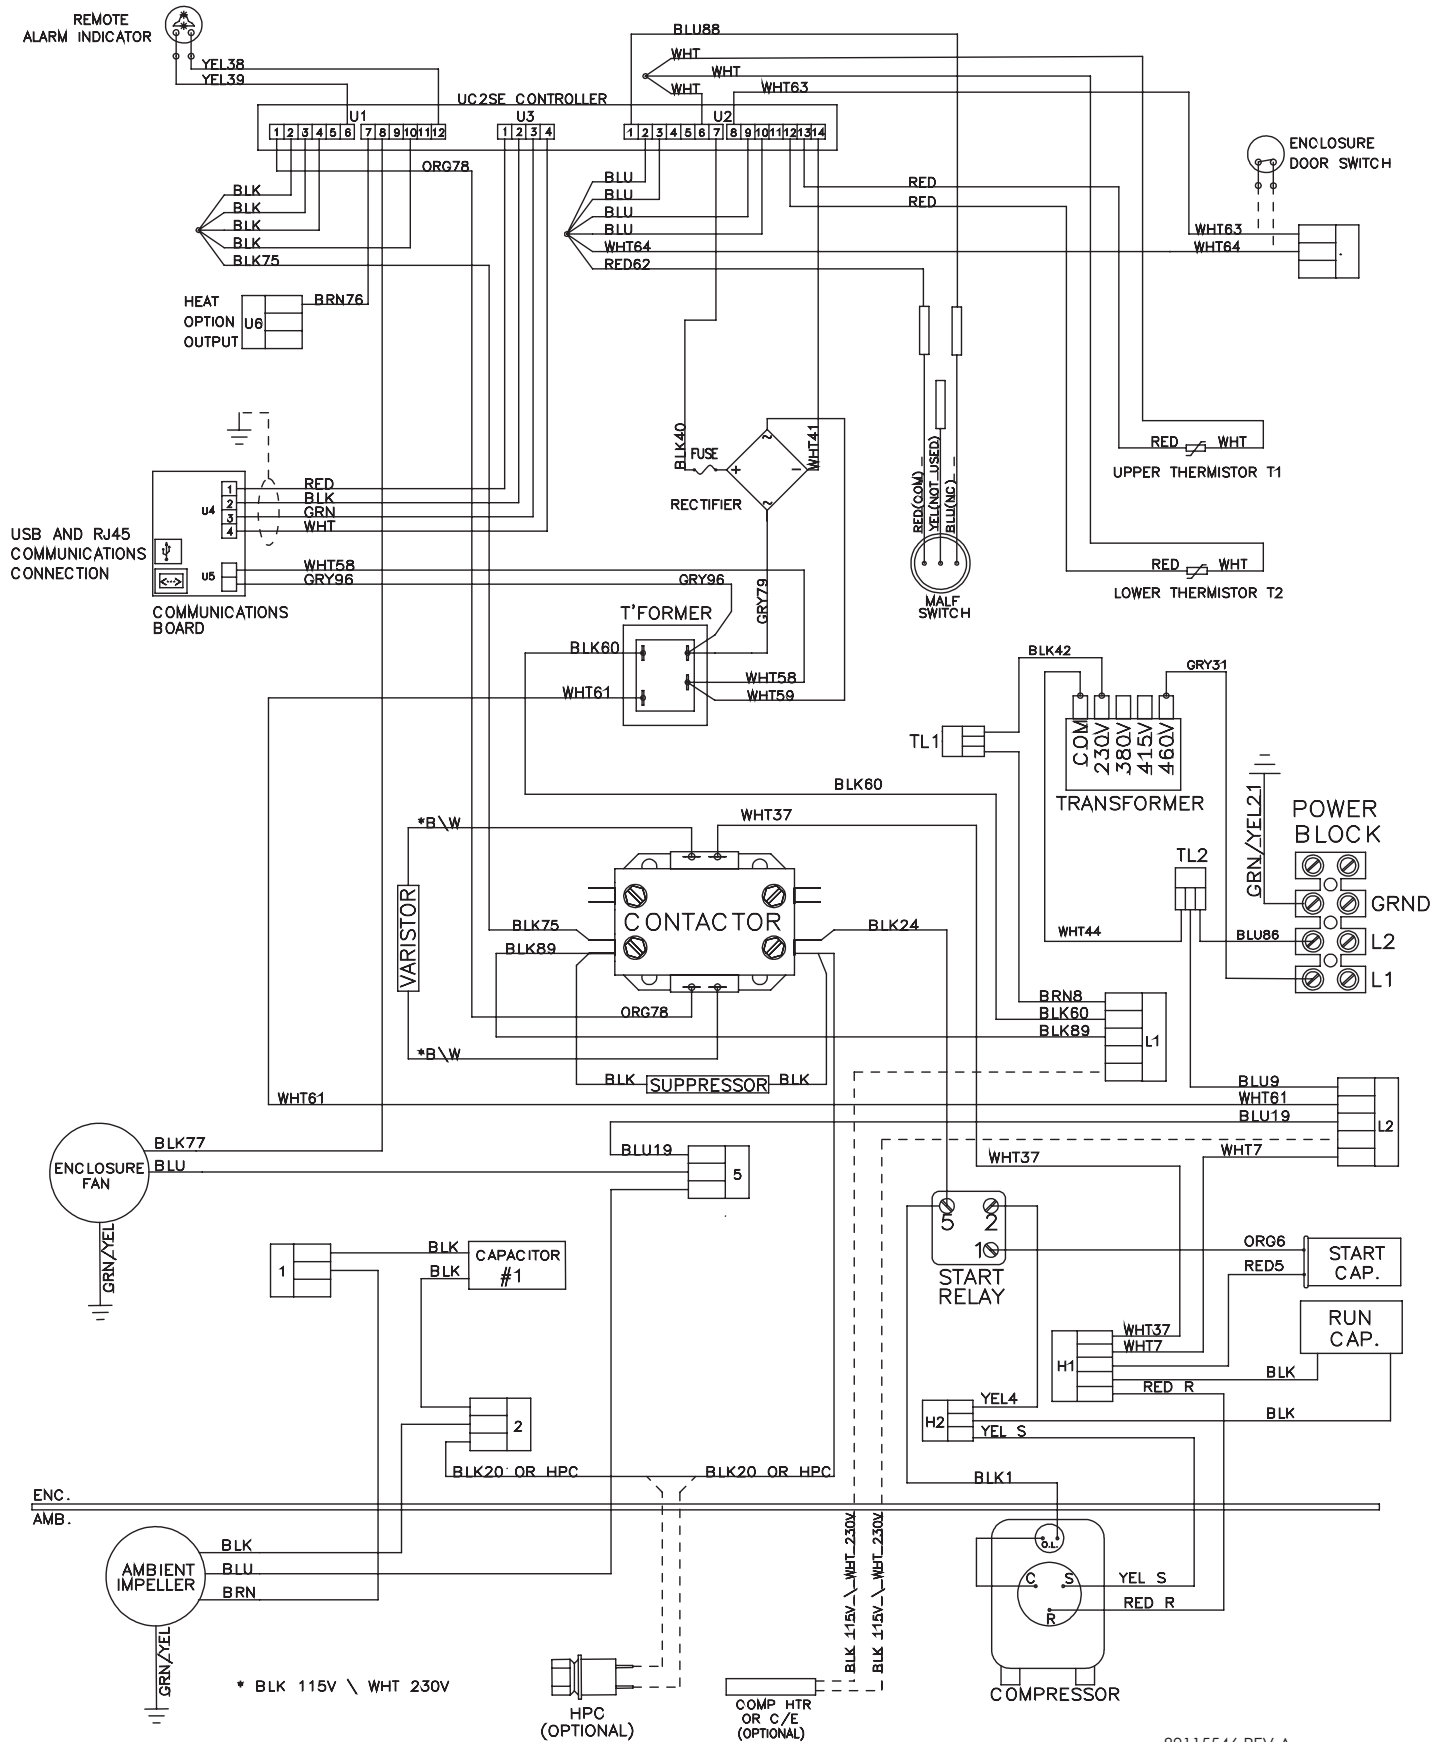 REMOTE
ALARM INDICATOR
YEL38
YEL39
BLU88
WHT
WHT
WHT
WHT63
UC2SE CONTROLLER
U1
U3
U2
1 2 3 4 5 6 7 8 9 10 11 12
1 2 3 4
1 2 3 4 5 6 7 8 9 10 11 12 13 14
ENCLOSURE
DOOR SWITCH
ORG78
BLK
BLK
BLK
BLK
BLK75
BLU
BLU
BLU
BLU
WHT64
RED62
RED
RED
WHT63
WHT64
HEAT
OPTION
OUTPUT
U6
BRN76
BLK40
FUSE
+
~
~
−
WHT41
RECTIFIER
RED(COM)
YEL(NOT USED)
BLU(NC)
RED
WHT
UPPER THERMISTOR T1
USB AND RJ45
COMMUNICATIONS
CONNECTION
U4
1
2
3
4
RED
BLK
GRN
WHT
U5
WHT58
GRY96
COMMUNICATIONS
BOARD
GRY96
GRY79
MALF
SWITCH
RED
WHT
LOWER THERMISTOR T2
T'FORMER
BLK60
WHT61
WHT58
WHT59
BLK42
GRY31
TL1
COM
230V
380V
415V
460V
TRANSFORMER
BLK60
GRN/YEL21
POWER
BLOCK
TL2
GRND
L2
L1
WHT44
BLU86
*B\W
WHT37
VARISTOR
CONTACTOR
BLK75
BLK89
BLK24
ORG78
*B\W
BLK
SUPPRESSOR
BLK
BRN8
BLK60
BLK89
L1
WHT61
BLU9
WHT61
BLU19
L2
WHT7
ENCLOSURE
FAN
BLK77
BLU
GRN/YEL
BLU19
5
WHT37
5
2
1
START
RELAY
ORG6
RED5
START
CAP.
RUN
CAP.
1
BLK
BLK
CAPACITOR
#1
H1
WHT37
WHT7
BLK
RED R
H2
YEL4
BLK
YEL S
2
BLK20 OR HPC
BLK20 OR HPC
BLK1
ENC.
AMB.
AMBIENT
IMPELLER
BLK
BLU
BRN
GRN/YEL
BLK 115V \ WHT 230V
BLK 115V \ WHT 230V
O.L.
C
S
R
YEL S
RED R
COMPRESSOR
* BLK 115V \ WHT 230V
HPC
(OPTIONAL)
COMP HTR
OR C/E
(OPTIONAL)